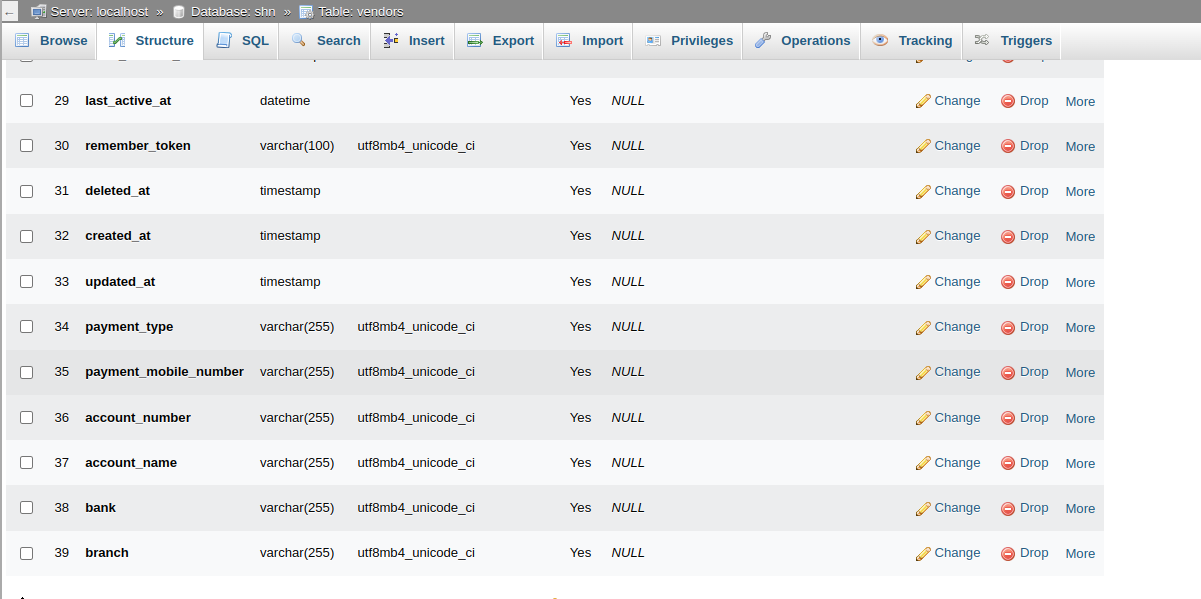 ← Server: localhost » Database: shn » Table: vendors
Browse Structure SQL Search Insert Export Import Privileges Operations Tracking Triggers
29 last_active_at datetime Yes NULL Change Drop More
30 remember_token varchar(100) utf8mb4_unicode_ci Yes NULL Change Drop More
31 deleted_at timestamp Yes NULL Change Drop More
32 created_at timestamp Yes NULL Change Drop More
33 updated_at timestamp Yes NULL Change Drop More
34 payment_type varchar(255) utf8mb4_unicode_ci Yes NULL Change Drop More
35 payment_mobile_number varchar(255) utf8mb4_unicode_ci Yes NULL Change Drop More
36 account_number varchar(255) utf8mb4_unicode_ci Yes NULL Change Drop More
37 account_name varchar(255) utf8mb4_unicode_ci Yes NULL Change Drop More
38 bank varchar(255) utf8mb4_unicode_ci Yes NULL Change Drop More
39 branch varchar(255) utf8mb4_unicode_ci Yes NULL Change Drop More